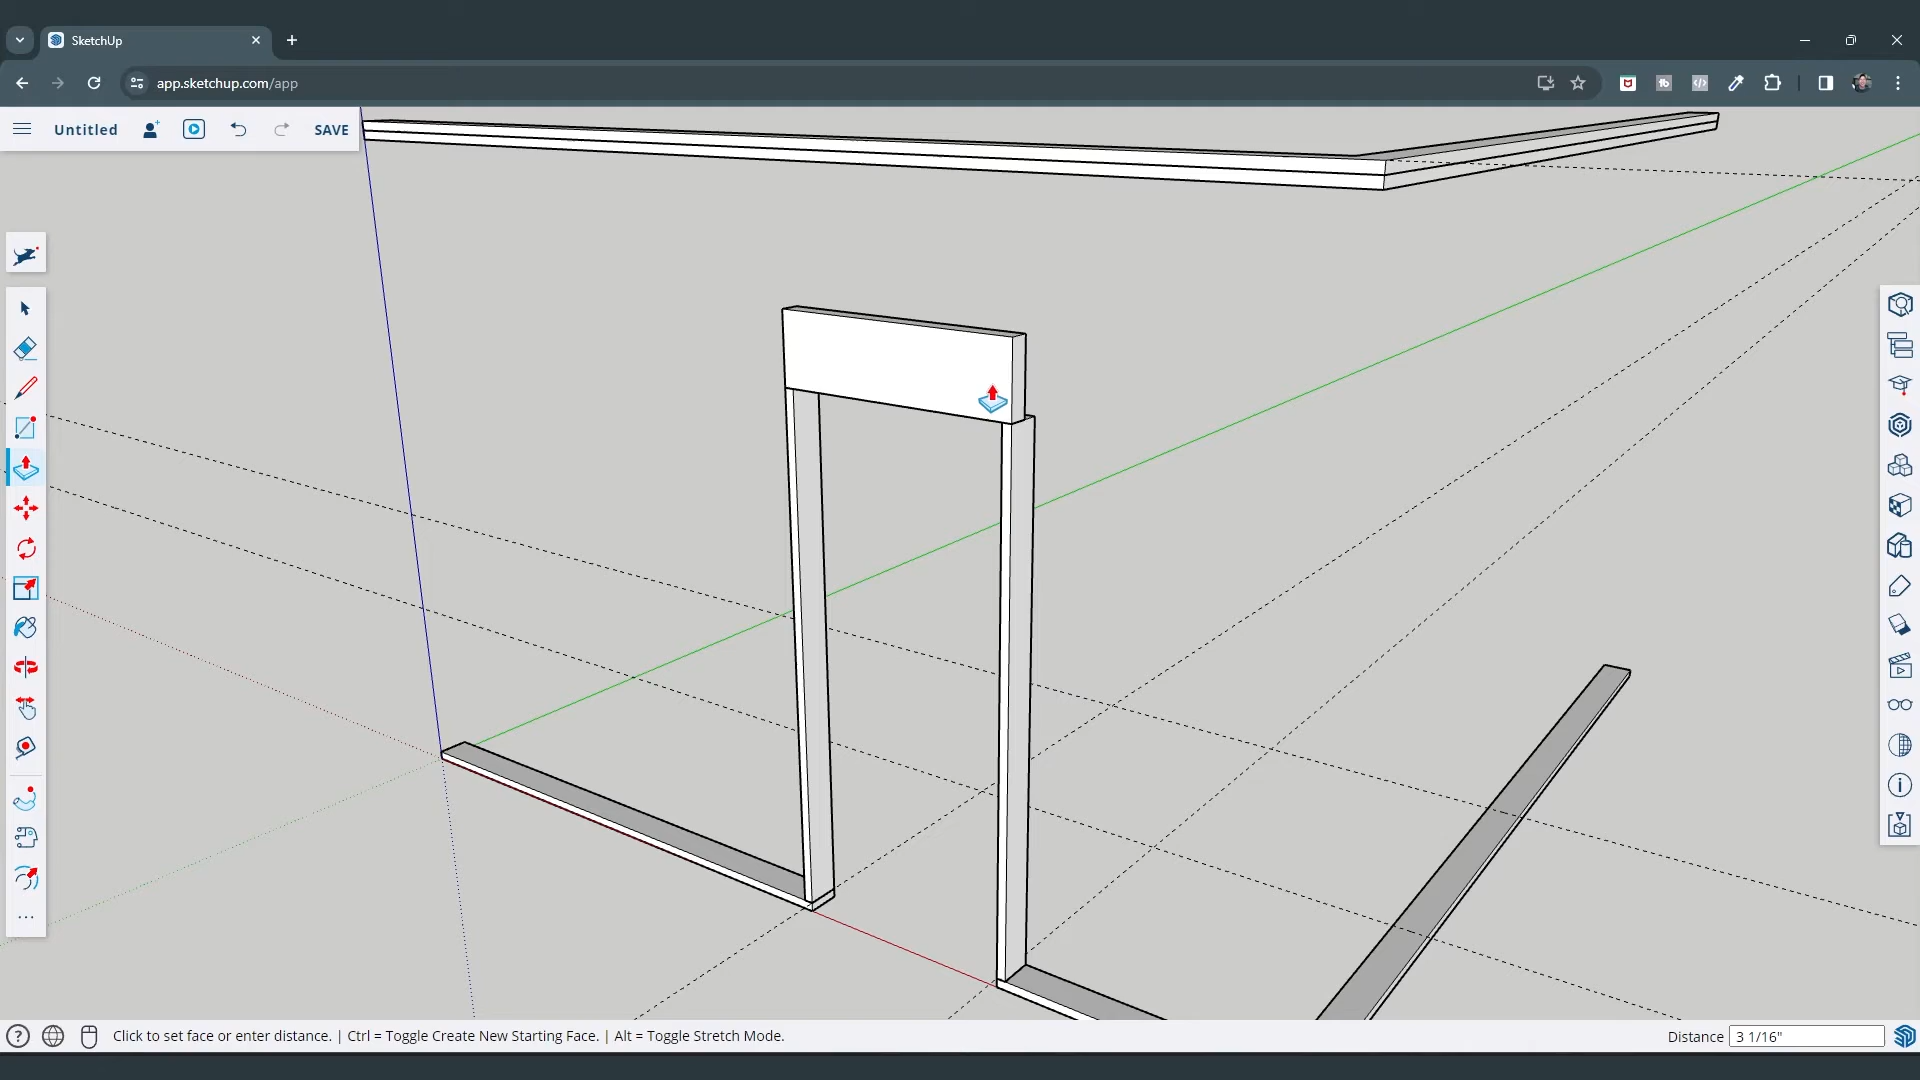 SketchUp
app.sketchup.com/app
Untitled
SAVE
Click to set face or enter distance. | Ctrl = Toggle Create New Starting Face. | Alt = Toggle Stretch Mode.
Distance 3 1/16"